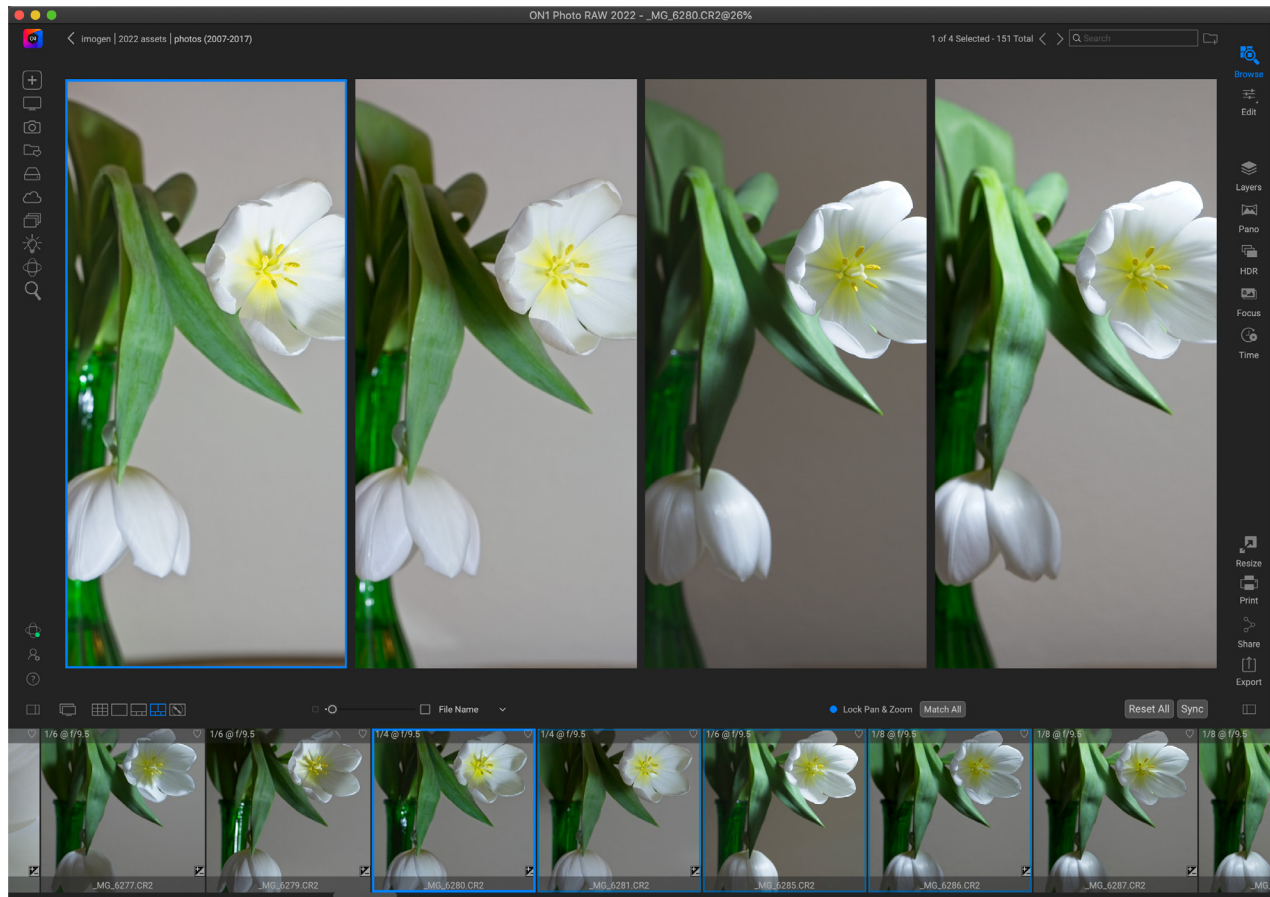 ON1 Photo RAW 2022 - _MG_6280.CR2@26%
imogen | 2022 assets | photos (2007-2017)
1 of 4 Selected - 151 Total
Search
Browse
Edit
Layers
Pano
HDR
Focus
Time
Resize
Print
Share
Export
File Name
Lock Pan & Zoom
Match All
Reset All
Sync
1/6 @ f/9.5
1/6 @ f/9.5
1/4 @ f/9.5
1/4 @ f/9.5
1/6 @ f/9.5
1/8 @ f/9.5
1/8 @ f/9.5
1/8 @ f/9.5
_MG_6277.CR2
_MG_6279.CR2
_MG_6280.CR2
_MG_6281.CR2
_MG_6285.CR2
_MG_6286.CR2
_MG_6287.CR2
_MG